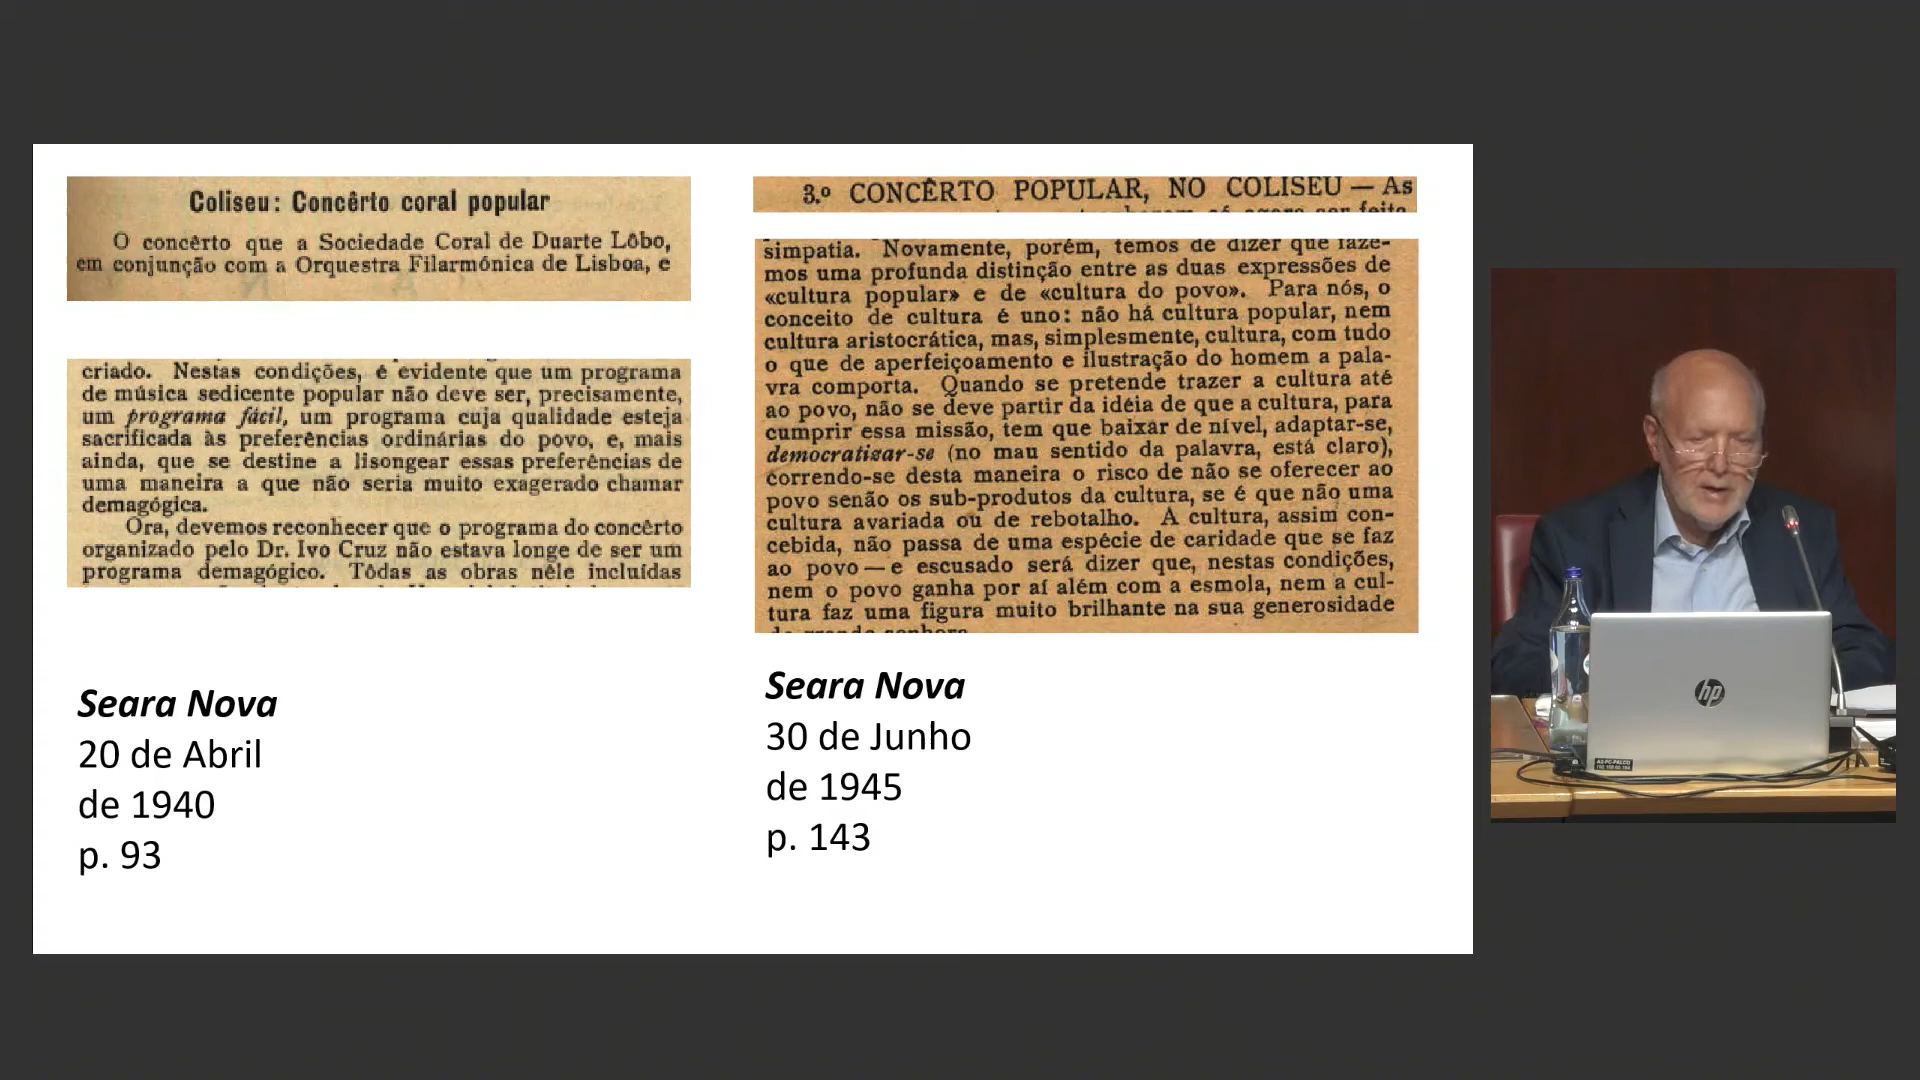 Coliseu: Concêrto coral popular
O concêrto que a Sociedade Coral de Duarte Lôbo,
em conjunção com a Orquestra Filarmónica de Lisboa, e
criado. Nestas condições, é evidente que um programa
de música sedicente popular não deve ser, precisamente,
um programa fácil, um programa cuja qualidade esteja
sacrificada às preferências ordinárias do povo, e, mais
ainda, que se destine a lisongear essas preferências de
uma maneira a que não seria muito exagerado chamar
demagógica.
Ora, devemos reconhecer que o programa do concêrto
organizado pelo Dr. Ivo Cruz não estava longe de ser um
programa demagógico. Tôdas as obras nêle incluídas
Seara Nova
20 de Abril
de 1940
p. 93
3.º CONCÊRTO POPULAR, NO COLISEU — As
simpatia. Novamente, porém, temos de dizer que faze-
mos uma profunda distinção entre as duas expressões de
«cultura popular» e de «cultura do povo». Para nós, o
conceito de cultura é uno: não há cultura popular, nem
cultura aristocrática, mas, simplesmente, cultura, com tudo
o que de aperfeiçoamento e ilustração do homem a pala-
vra comporta. Quando se pretende trazer a cultura até
ao povo, não se deve partir da idéia de que a cultura, para
cumprir essa missão, tem que baixar de nível, adaptar-se,
democratisar-se (no mau sentido da palavra, está claro),
correndo-se desta maneira o risco de não se oferecer ao
povo senão os sub-produtos da cultura, se é que não uma
cultura avariada ou de rebotalho. A cultura, assim con-
cebida, não passa de uma espécie de caridade que se faz
ao povo — e escusado será dizer que, nestas condições,
nem o povo ganha por aí além com a esmola, nem a cul-
tura faz uma figura muito brilhante na sua generosidade
Seara Nova
30 de Junho
de 1945
p. 143
hp